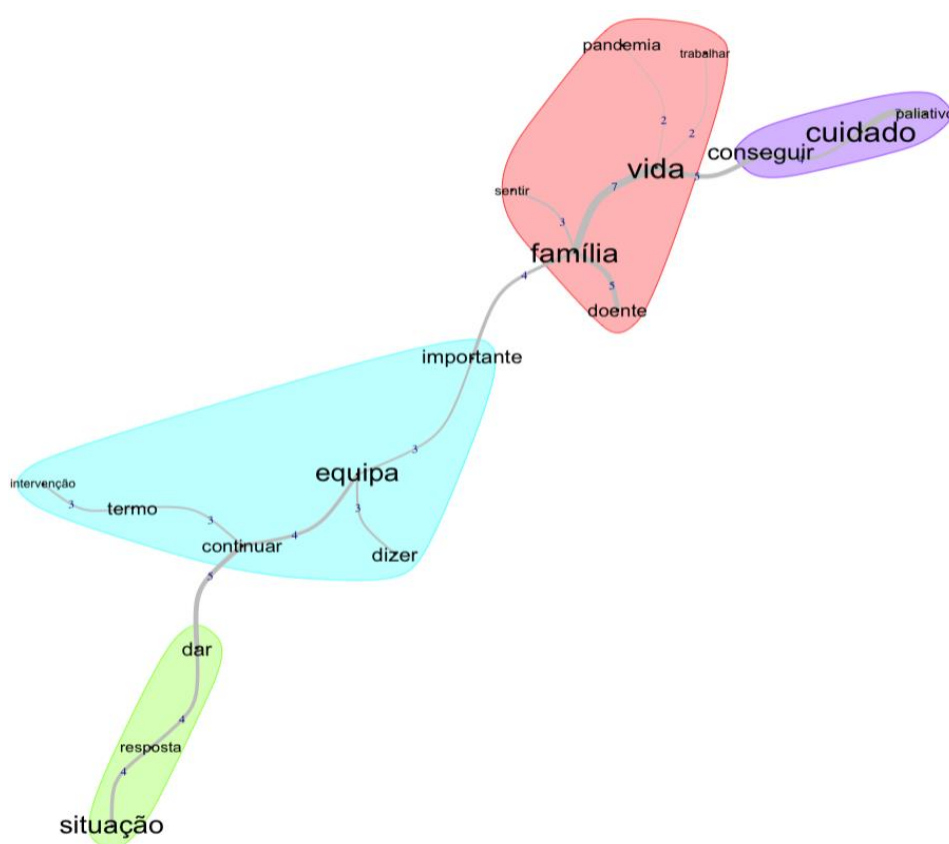 pandemia
trabalhar
2
2
paliativo
cuidado
conseguir
vida
5
7
sentir
3
família
4
5
doente
importante
3
equipa
intervenção
3
termo
3
3
4
continuar
dizer
5
dar
4
resposta
4
situação